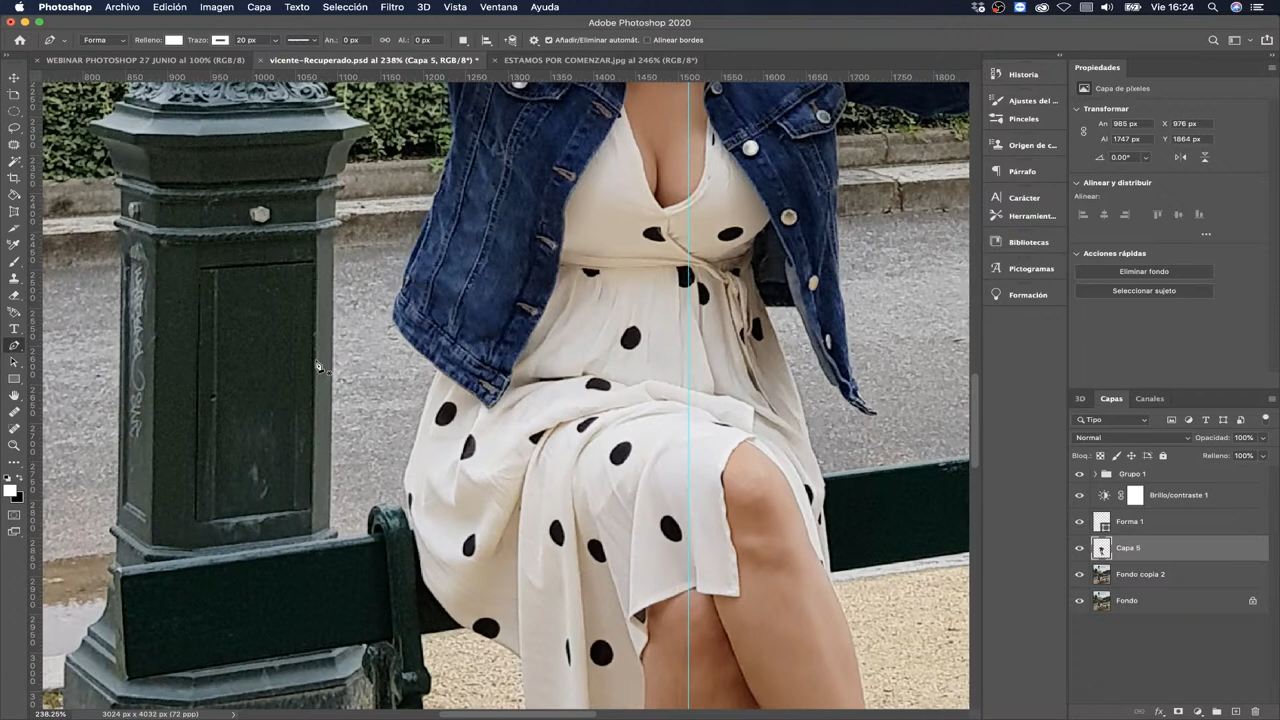 Photoshop Archivo Edición Imagen Capa Texto Selección Filtro 3D Vista Ventana Ayuda 100% Vie 16:24
Adobe Photoshop 2020
Forma Relleno: Trazo: 20 px An.: 0 px Al.: 0 px Añadir/Eliminar automát. Alinear bordes
WEBINAR PHOTOSHOP 27 JUNIO al 100% (RGB/8) vicente-Recuperado.psd al 238% (Capa 5, RGB/8*) * ESTAMOS POR COMENZAR.jpg al 246% (RGB/8*)
800 850 900 950 1000 1050 1100 1150 1200 1250 1300 1350 1400 1450 1500 1550 1600 1650 1700 1750 1800
Historia
Ajustes del ...
Pinceles
Origen de c...
Párrafo
Carácter
Herramient...
Bibliotecas
Pictogramas
Formación
Propiedades
Capa de píxeles
Transformar
An 985 px X 976 px
Al 1747 px Y 1864 px
0.00°
Alinear y distribuir
Alinear:
Acciones rápidas
Eliminar fondo
Seleccionar sujeto
3D Capas Canales
Tipo
Normal Opacidad: 100%
Bloq.: Relleno: 100%
Grupo 1
Brillo/contraste 1
Forma 1
Capa 5
Fondo copia 2
Fondo
238.25% 3024 px x 4032 px (72 ppp)